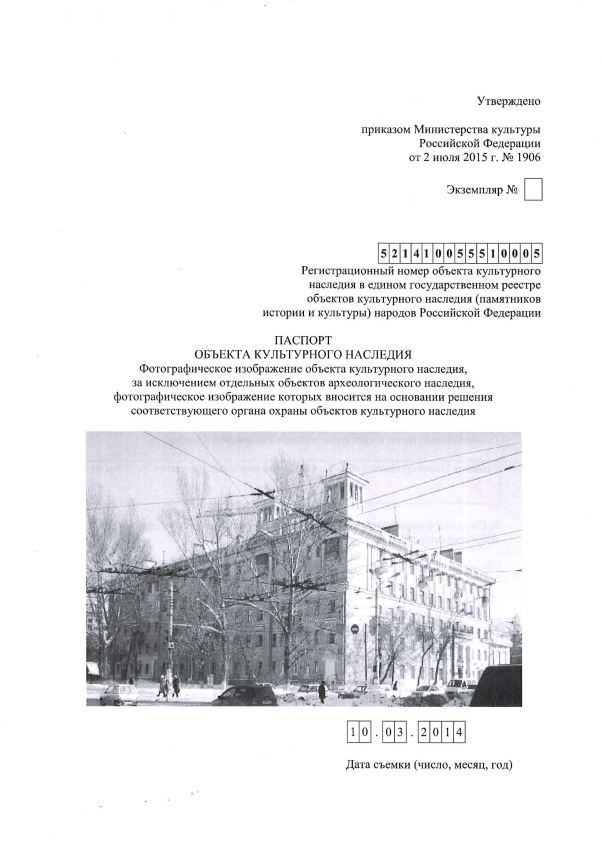 Утверждено
приказом Министерства культуры
Российской Федерации
от 2 июля 2015 г. № 1906
Экземпляр №
521410055510005
Регистрационный номер объекта культурного
наследия в едином государственном реестре
объектов культурного наследия (памятников
истории и культуры) народов Российской Федерации
ПАСПОРТ
ОБЪЕКТА КУЛЬТУРНОГО НАСЛЕДИЯ
Фотографическое изображение объекта культурного наследия,
за исключением отдельных объектов археологического наследия,
фотографическое изображение которых вносится на основании решения
соответствующего органа охраны объектов культурного наследия
10.03.2014
Дата съемки (число, месяц, год)